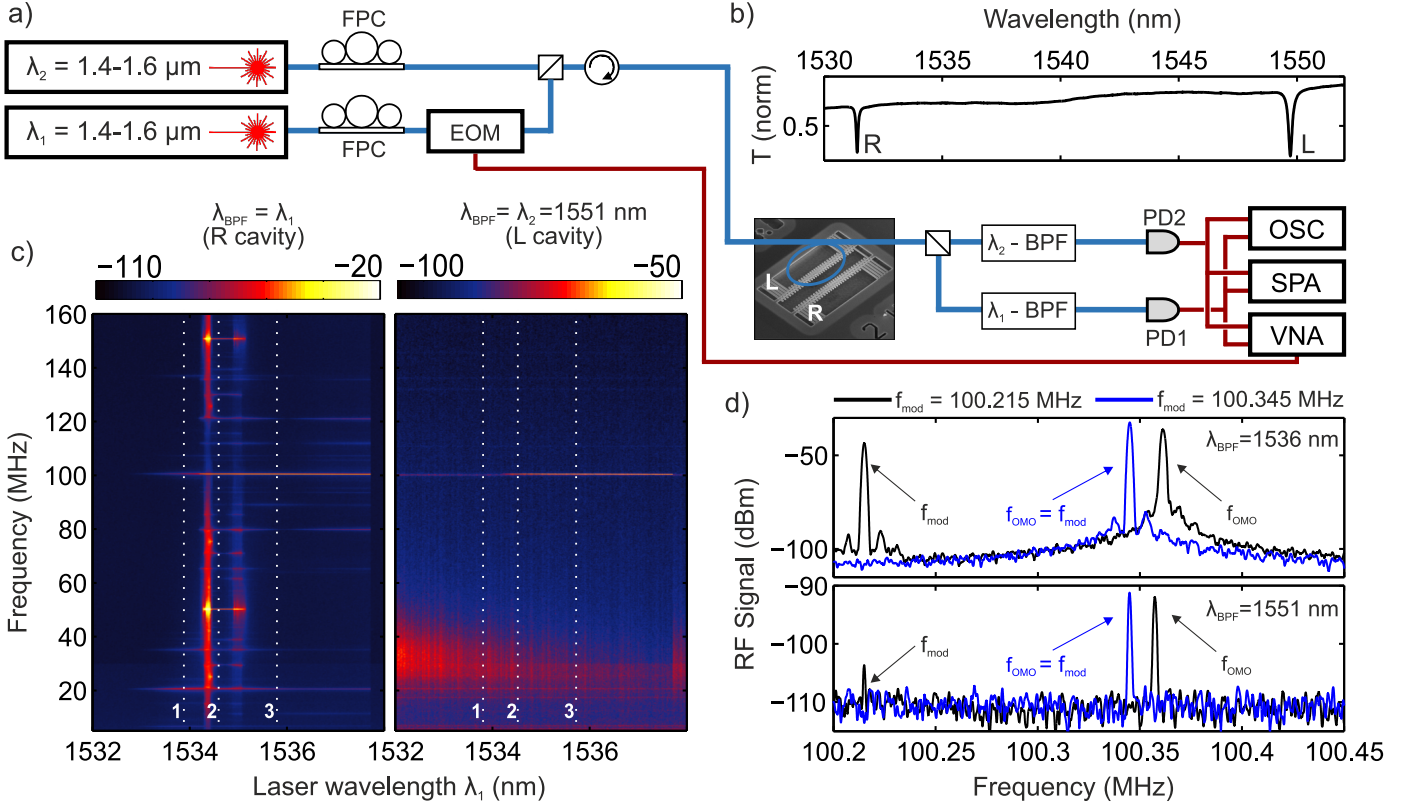 a)
FPC
λ₂ = 1.4-1.6 µm
λ₁ = 1.4-1.6 µm
FPC
EOM
b)
Wavelength (nm)
1531 1535 1540 1545 1550
T (norm)
0.5
R
L
L
R
λ₂ - BPF
λ₁ - BPF
PD2
PD1
OSC
SPA
VNA
c)
λBPF = λ₁
(R cavity)
λBPF = λ₂ =1551 nm
(L cavity)
−110 −20
−100 −50
Frequency (MHz)
160
140
120
100
80
60
40
20
1 2 3
1 2 3
1532 1534 1536
1532 1534 1536
Laser wavelength λ₁ (nm)
d)
fmod = 100.215 MHz
fmod = 100.345 MHz
λBPF=1536 nm
RF Signal (dBm)
−50
−100
fmod
fOMO = fmod
fOMO
−90
−100
−110
λBPF=1551 nm
fmod
fOMO = fmod
fOMO
100.2 100.25 100.3 100.35 100.4 100.45
Frequency (MHz)